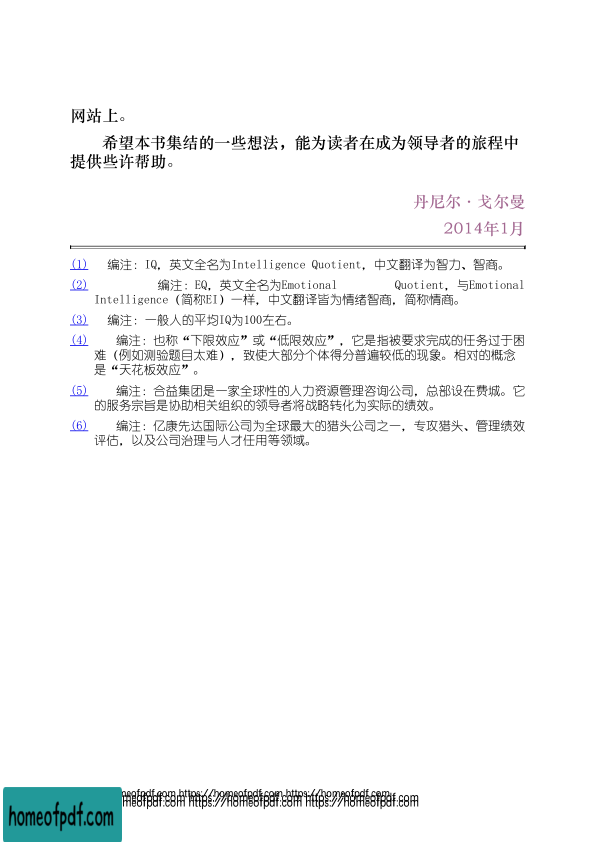 网站上。
希望本书集结的一些想法，能为读者在成为领导者的旅程中
提供些许帮助。
丹尼尔·戈尔曼
2014年1月
(1) 编注：IQ，英文全名为Intelligence Quotient，中文翻译为智力、智商。
(2) 编注：EQ，英文全名为Emotional Quotient，与Emotional
Intelligence（简称EI）一样，中文翻译皆为情绪智商，简称情商。
(3) 编注：一般人的平均IQ为100左右。
(4) 编注：也称“下限效应”或“低限效应”，它是指被要求完成的任务过于困
难（例如测验题目太难），致使大部分个体得分普遍较低的现象。相对的概念
是“天花板效应”。
(5) 编注：合益集团是一家全球性的人力资源管理咨询公司，总部设在费城。它
的服务宗旨是协助相关组织的领导者将战略转化为实际的绩效。
(6) 编注：亿康先达国际公司为全球最大的猎头公司之一，专攻猎头、管理绩效
评估，以及公司治理与人才任用等领域。
meofpdf.com https://homeofpdf.com https://homeofpdf.com
meofpdf.com https://homeofpdf.com https://homeofpdf.com
homeofpdf.com